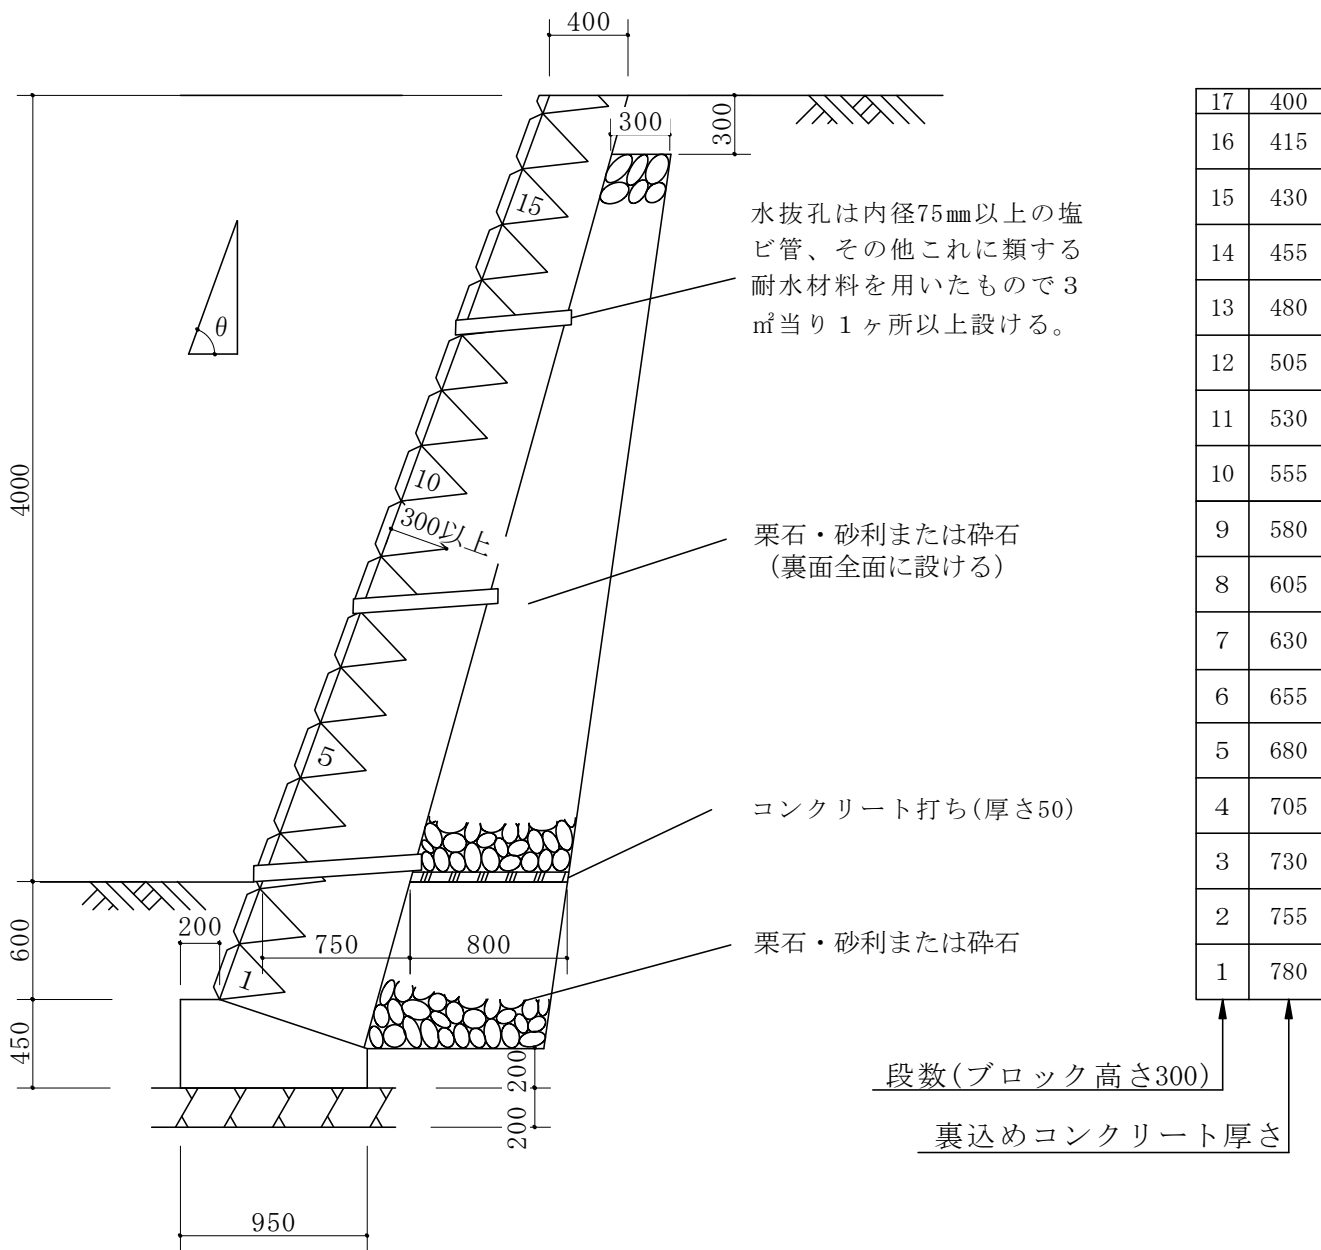 400
300
300
17 400
16 415
15 430
14 455
13 480
12 505
11 530
10 555
9 580
8 605
7 630
6 655
5 680
4 705
3 730
2 755
1 780
15
水抜孔は内径75㎜以上の塩
ビ管、その他これに類する
耐水材料を用いたもので３
㎡当り１ヶ所以上設ける。
θ
4000
10
300以上
栗石・砂利または砕石
(裏面全面に設ける)
5
コンクリート打ち(厚さ50)
200
750
800
栗石・砂利または砕石
600
1
450
200
200
段数(ブロック高さ300)
裏込めコンクリート厚さ
950